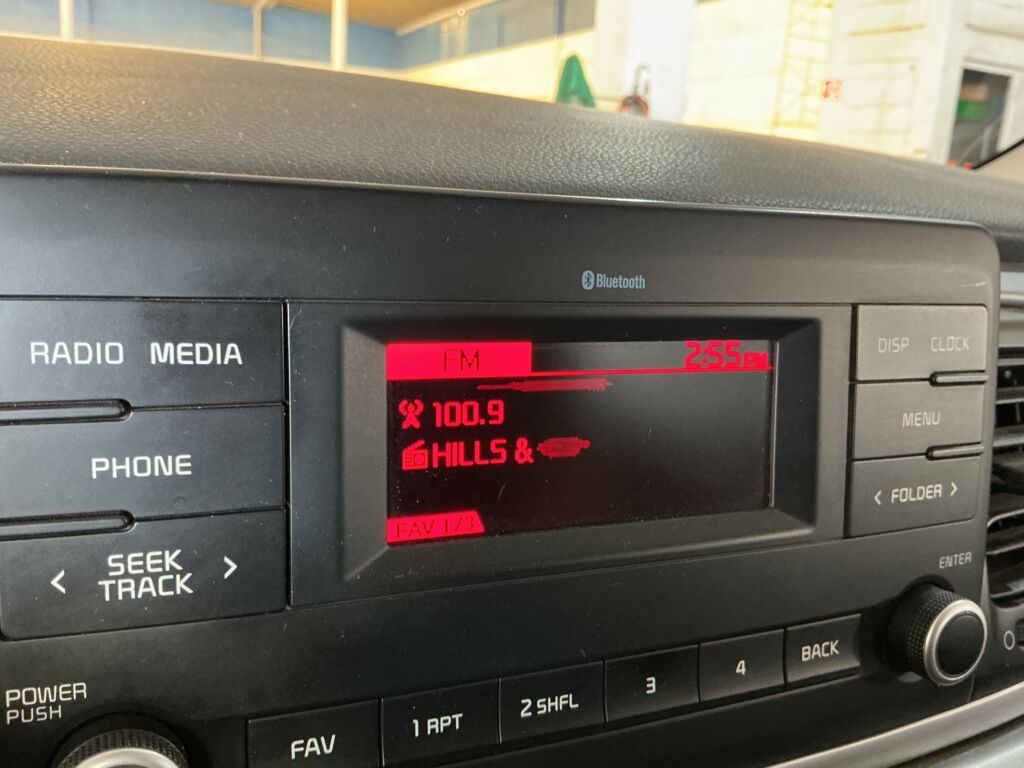 Bluetooth
RADIO MEDIA
FM 2:55 PM
DISP CLOCK
100.9
MENU
HILLS &
PHONE
< FOLDER >
FAV 1/3
< SEEK TRACK >
ENTER
POWER
PUSH
FAV
1 RPT
2 SHFL
3
4
BACK